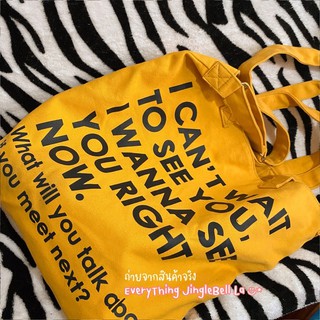 I CAN'T WAIT
TO SEE YOU,
I WANNA SEE
YOU RIGHT
NOW.
What will you talk abo
you meet next?
ถ่ายจากสินค้าจริง
EveryThing JingleBell La